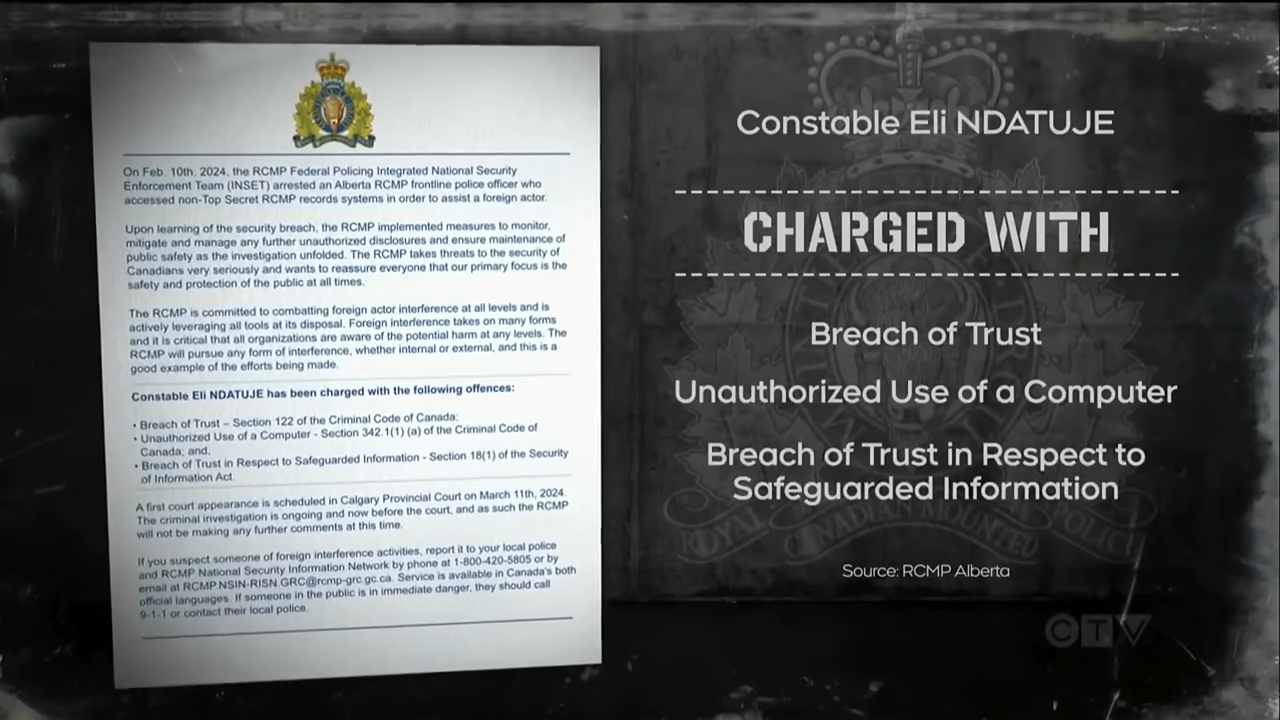 On Feb. 10th, 2024, the RCMP Federal Policing Integrated National Security
Enforcement Team (INSET) arrested an Alberta RCMP frontline police officer who
accessed non-Top Secret RCMP records systems in order to assist a foreign actor.
Upon learning of the security breach, the RCMP implemented measures to monitor,
mitigate and manage any further unauthorized disclosures and ensure maintenance of
public safety as the investigation unfolded. The RCMP takes threats to the security of
Canadians very seriously and wants to reassure everyone that our primary focus is the
safety and protection of the public at all times.
The RCMP is committed to combatting foreign actor interference at all levels and is
actively leveraging all tools at its disposal. Foreign interference takes on many forms
and it is critical that all organizations are aware of the potential harm at any levels. The
RCMP will pursue any form of interference, whether internal or external, and this is a
good example of the efforts being made.
Constable Eli NDATUJE has been charged with the following offences:
• Breach of Trust – Section 122 of the Criminal Code of Canada;
• Unauthorized Use of a Computer - Section 342.1(1) (a) of the Criminal Code of
Canada; and,
• Breach of Trust in Respect to Safeguarded Information - Section 18(1) of the Security
of Information Act.
A first court appearance is scheduled in Calgary Provincial Court on March 11th, 2024.
The criminal investigation is ongoing and now before the court, and as such the RCMP
will not be making any further comments at this time.
If you suspect someone of foreign interference activities, report it to your local police
and RCMP National Security Information Network by phone at 1-800-420-5805 or by
email at RCMP.NSIN-RISN.GRC@rcmp-grc.gc.ca. Service is available in Canada's both
official languages. If someone in the public is in immediate danger, they should call
9-1-1 or contact their local police.
Constable Eli NDATUJE
CHARGED WITH
Breach of Trust
Unauthorized Use of a Computer
Breach of Trust in Respect to
Safeguarded Information
ROYAL CANADIAN MOUNTED POLICE
Source: RCMP Alberta
CTV